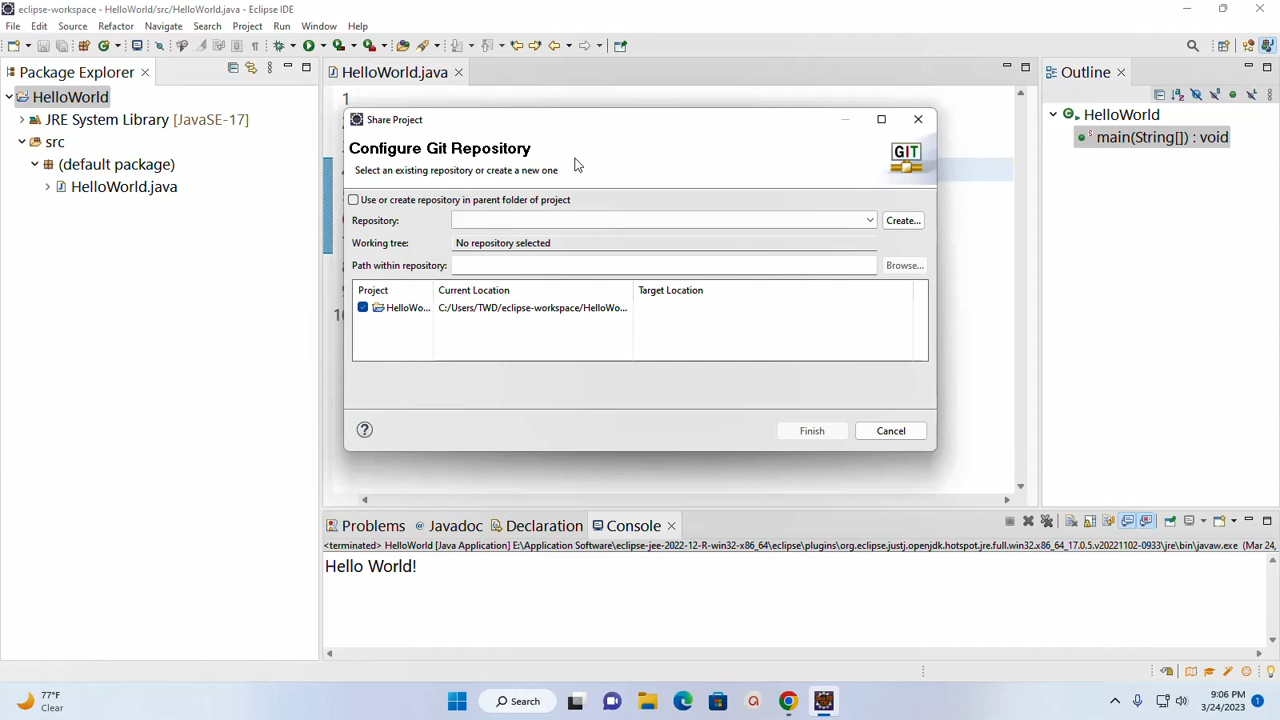 eclipse-workspace - HelloWorld/src/HelloWorld.java - Eclipse IDE
File Edit Source Refactor Navigate Search Project Run Window Help
Package Explorer
HelloWorld
JRE System Library [JavaSE-17]
src
(default package)
HelloWorld.java
HelloWorld.java
1
10
Share Project
Configure Git Repository
Select an existing repository or create a new one
GIT
Use or create repository in parent folder of project
Repository:
Create...
Working tree:
No repository selected
Path within repository:
Browse...
Project Current Location Target Location
HelloWo... C:/Users/TWD/eclipse-workspace/HelloWo...
Finish Cancel
Outline
HelloWorld
main(String[]) : void
Problems Javadoc Declaration Console
<terminated> HelloWorld [Java Application] E:\Application Software\eclipse-jee-2022-12-R-win32-x86_64\eclipse\plugins\org.eclipse.justj.openjdk.hotspot.jre.full.win32.x86_64_17.0.5.v20221102-0933\jre\bin\javaw.exe (Mar 24,
Hello World!
77°F
Clear
Search
9:06 PM
3/24/2023